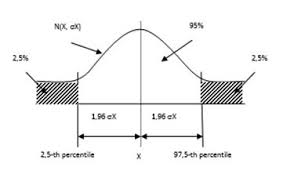 N(X, σX)
95%
2,5%
2,5%
1,96 σX
1,96 σX
2,5-th percentile
X
97,5-th percentile